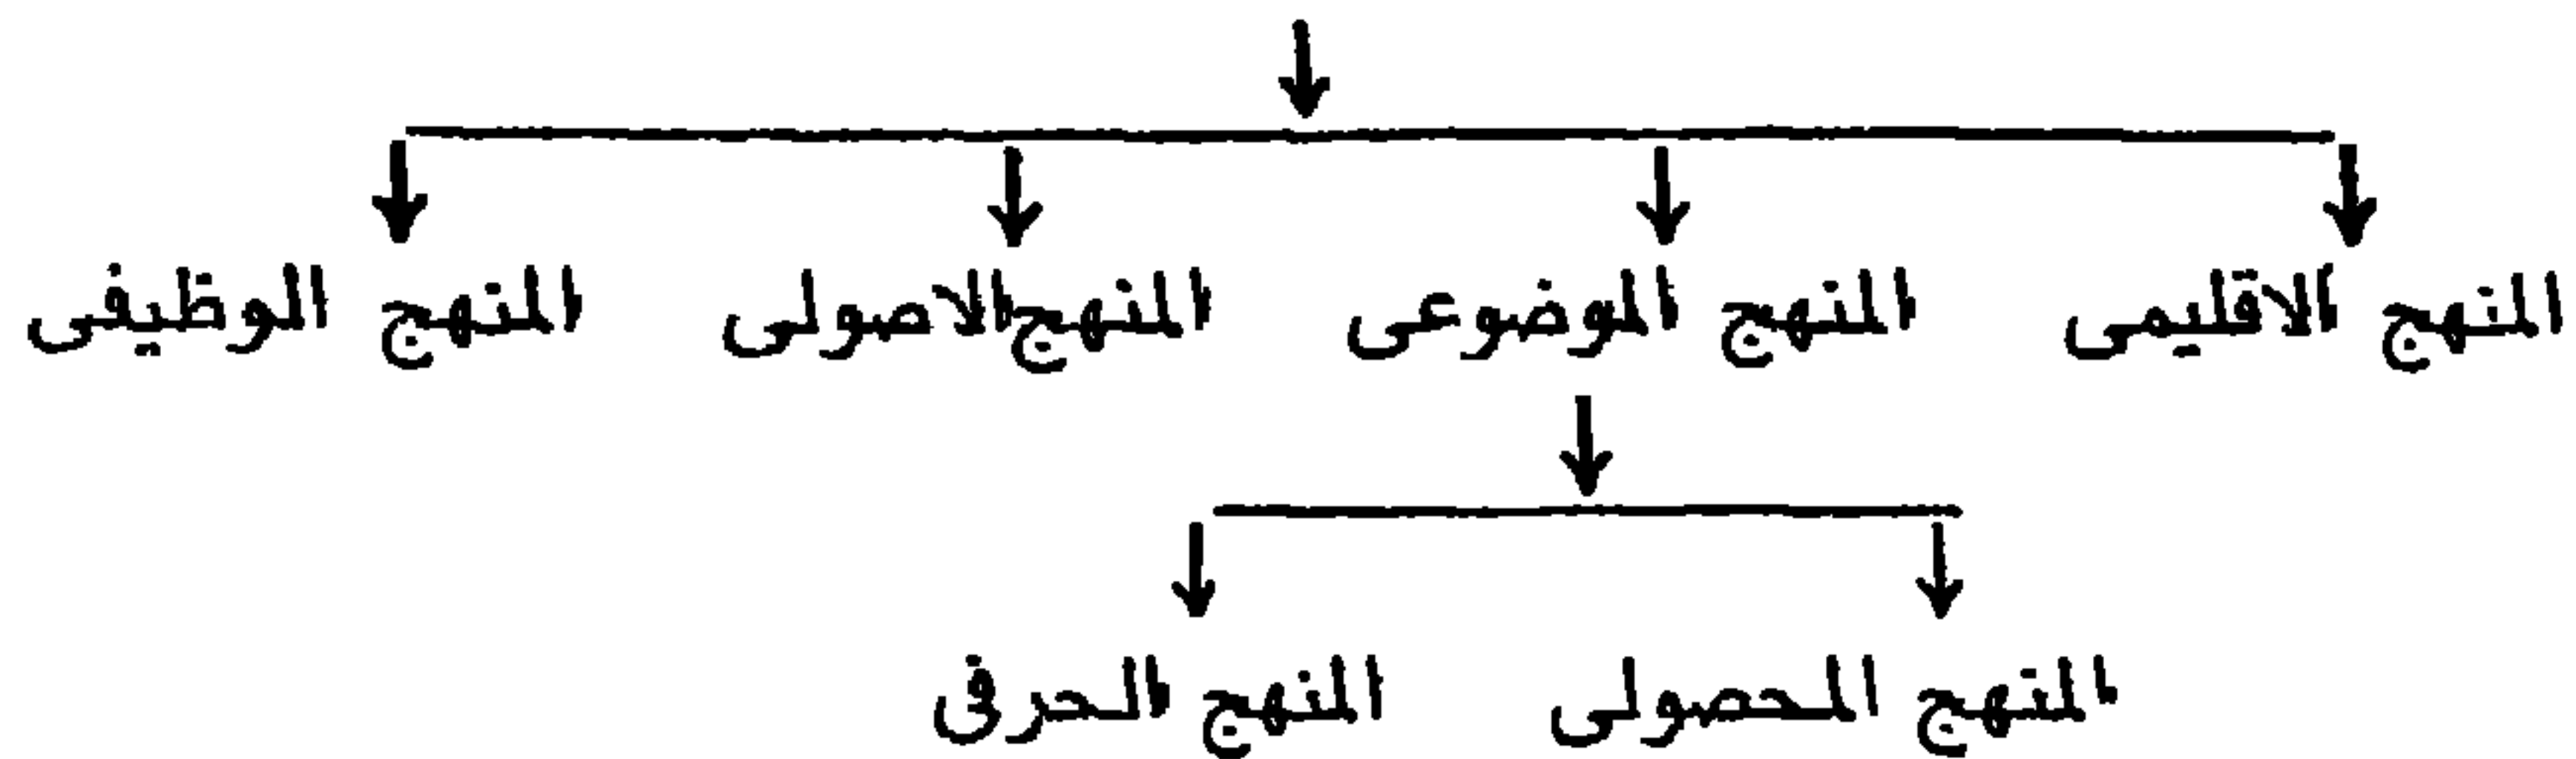 المنهج الاقليمى المنهج الموضوعى المنهج الاصولى المنهج الوظيفى
المنهج المحصولى المنهج الحرفى